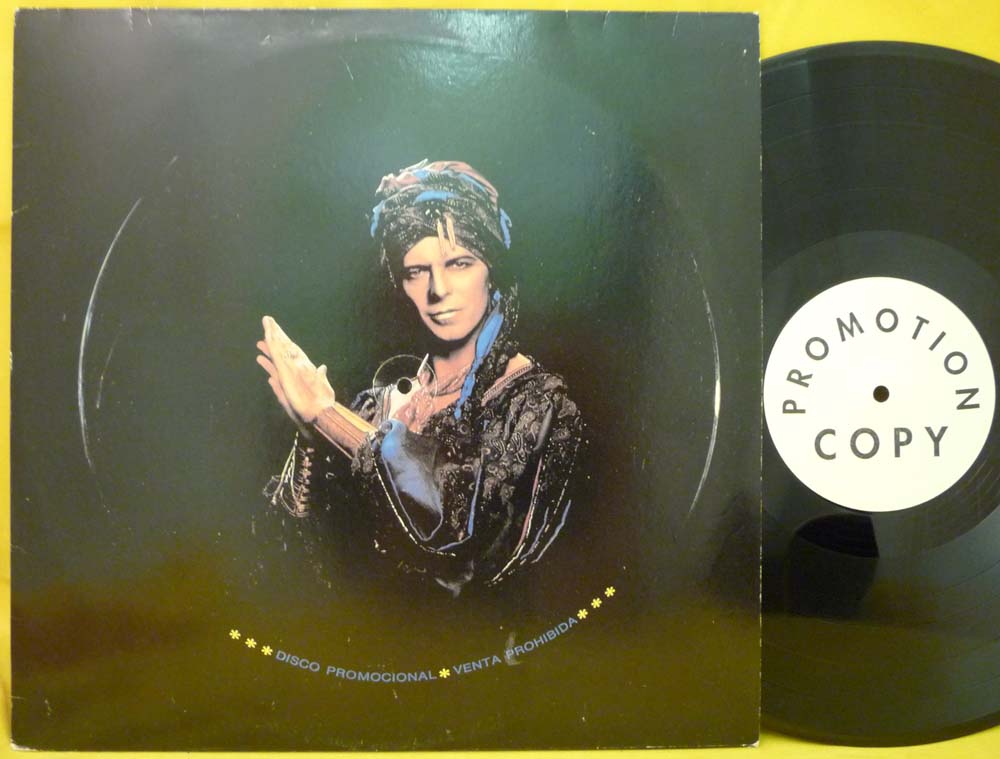 ***DISCO PROMOCIONAL*VENTA PROHIBIDA***
PROMOTION
COPY